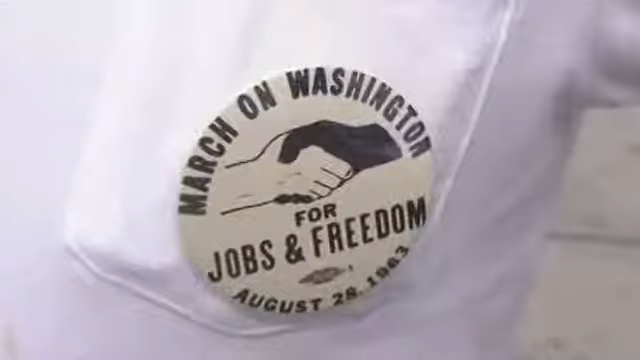 MARCH ON WASHINGTON
FOR
JOBS & FREEDOM
AUGUST 28, 1963